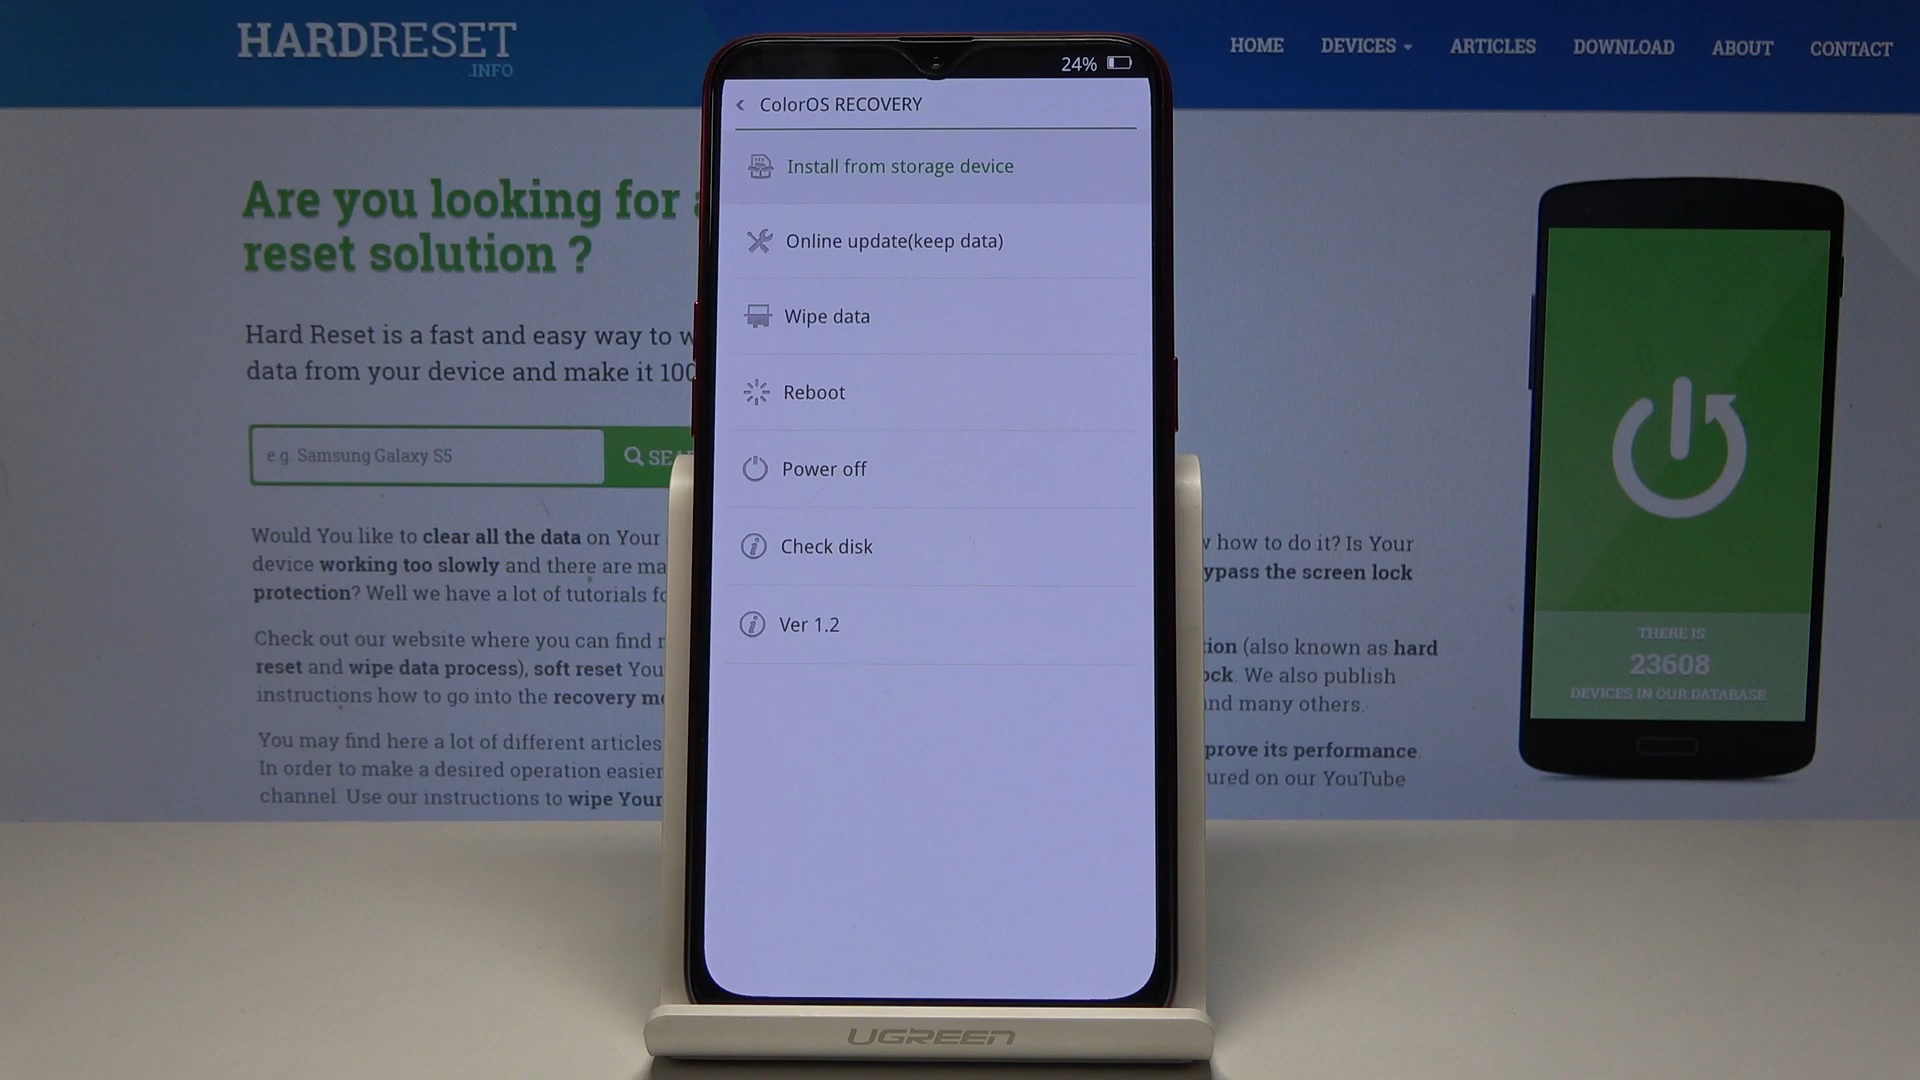 HARDRESET
.INFO
HOME DEVICES ARTICLES DOWNLOAD ABOUT CONTACT
24%
ColorOS RECOVERY
Install from storage device
Online update(keep data)
Wipe data
Reboot
Power off
Check disk
Ver 1.2
Are you looking for
reset solution ?
Hard Reset is a fast and easy way to
data from your device and make it
e.g. Samsung Galaxy S5
Would You like to clear all the data on Your
device working too slowly and there are
protection? Well we have a lot of tutorials
Check out our website where you can find
reset and wipe data process), soft reset You
instructions how to go into the recovery
You may find here a lot of different articles
In order to make a desired operation easier
channel. Use our instructions to wipe Your
how to do it? Is Your
the screen lock
(also known as hard
We also publish
and many others.
performance.
on our YouTube
THERE IS
23608
DEVICES IN OUR DATABASE
UGREEN